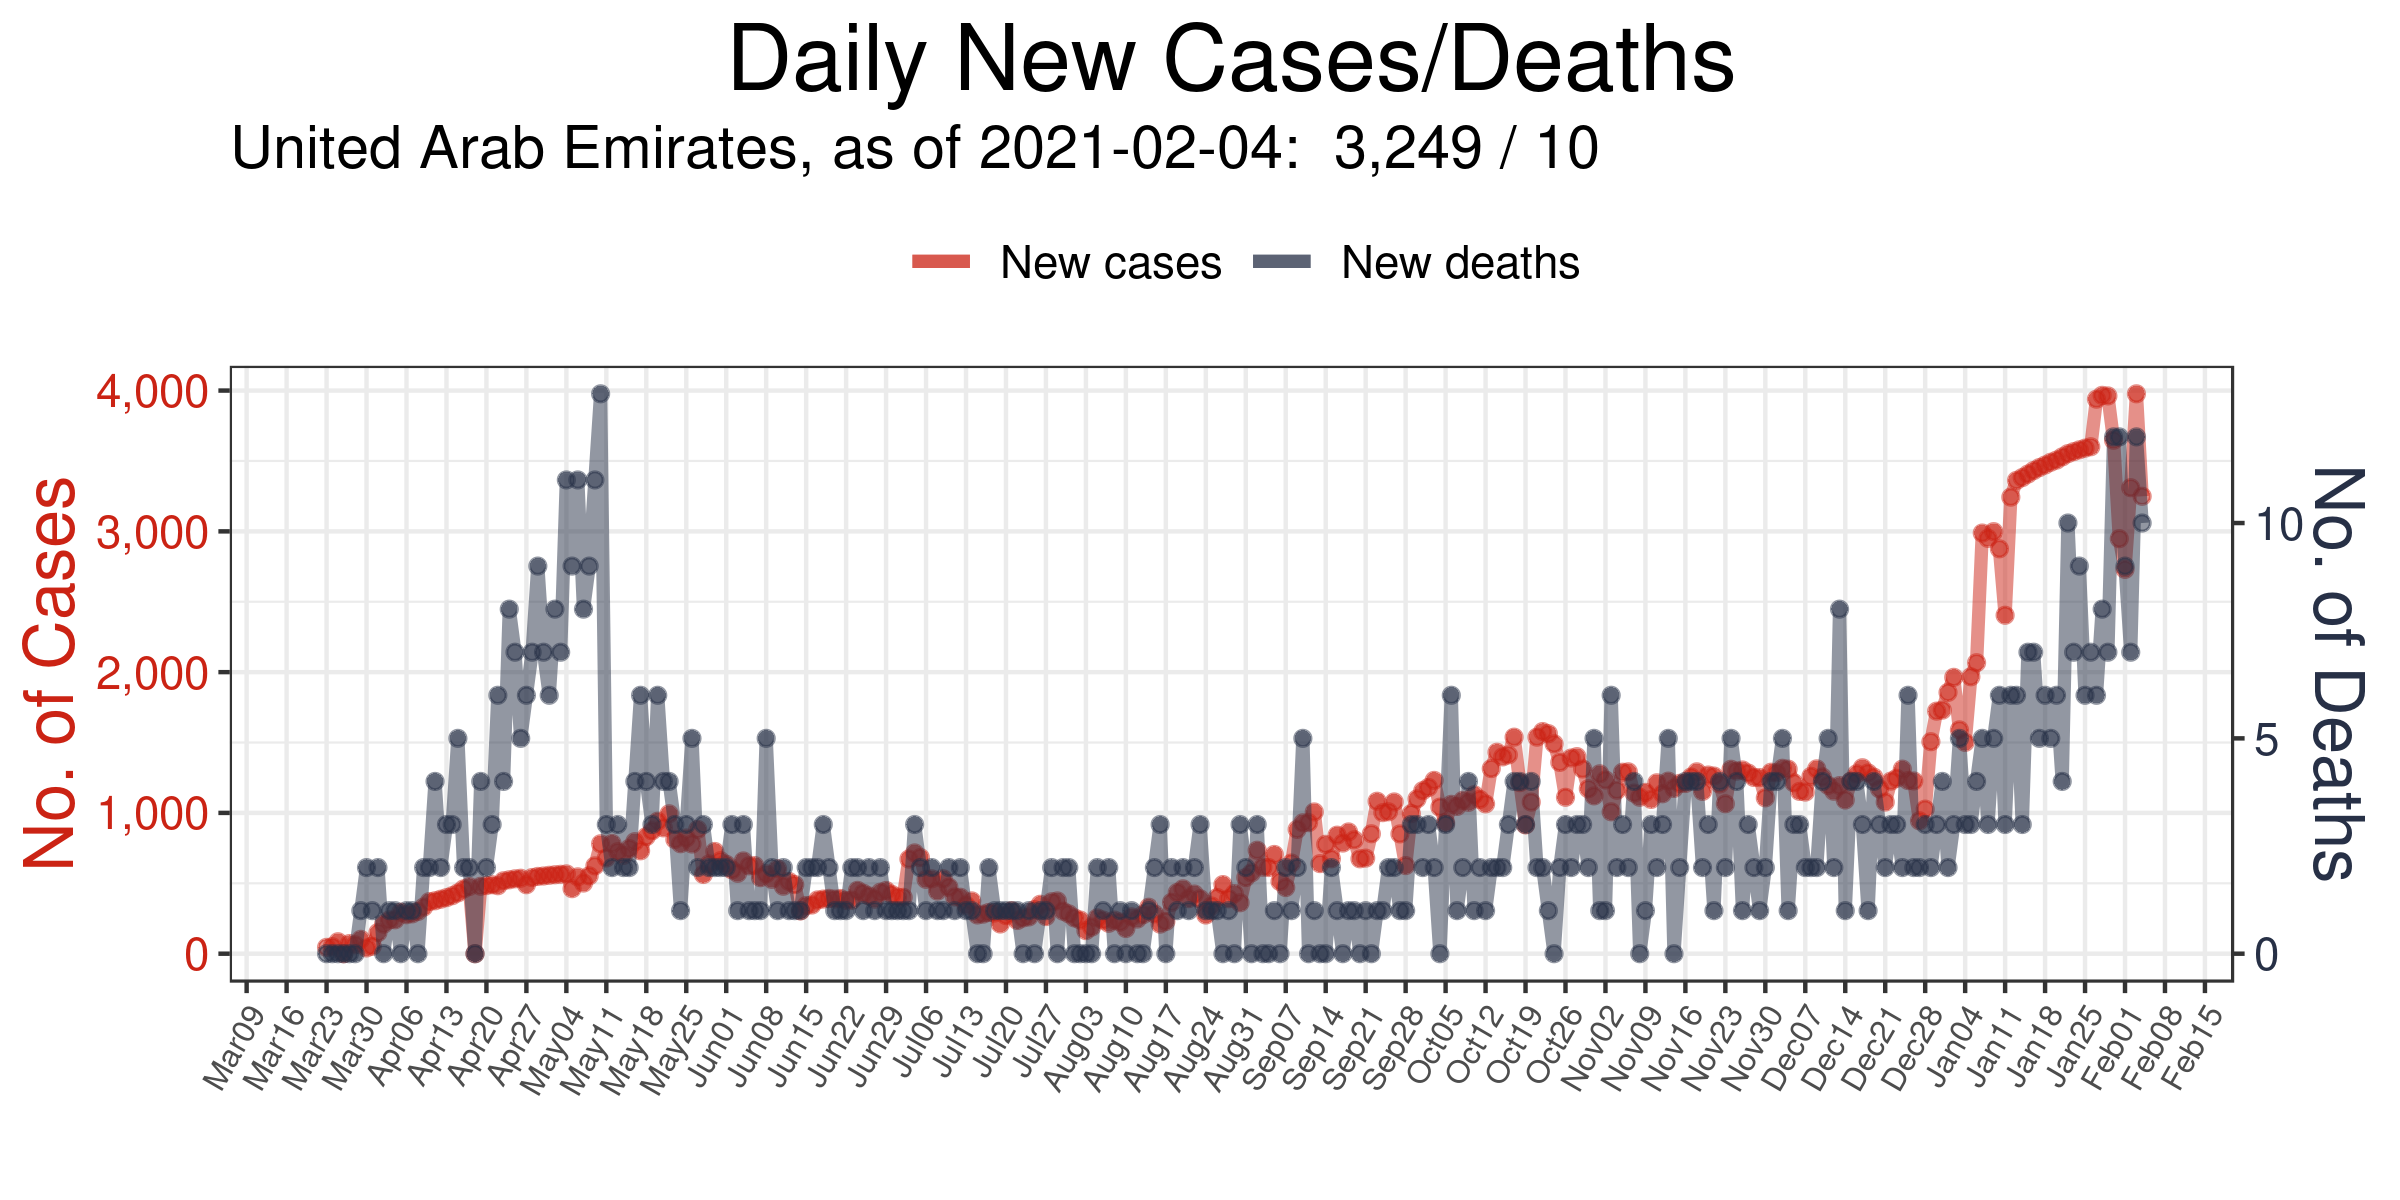 Daily New Cases/Deaths
United Arab Emirates, as of 2021-02-04:  3,249 / 10
New cases New deaths
No. of Cases
4,000
3,000
2,000
1,000
0
10
5
0
No. of Deaths
Mar09 Mar16 Mar23 Mar30 Apr06 Apr13 Apr20 Apr27 May04 May11 May18 May25 Jun01 Jun08 Jun15 Jun22 Jun29 Jul06 Jul13 Jul20 Jul27 Aug03 Aug10 Aug17 Aug24 Aug31 Sep07 Sep14 Sep21 Sep28 Oct05 Oct12 Oct19 Oct26 Nov02 Nov09 Nov16 Nov23 Nov30 Dec07 Dec14 Dec21 Dec28 Jan04 Jan11 Jan18 Jan25 Feb01 Feb08 Feb15